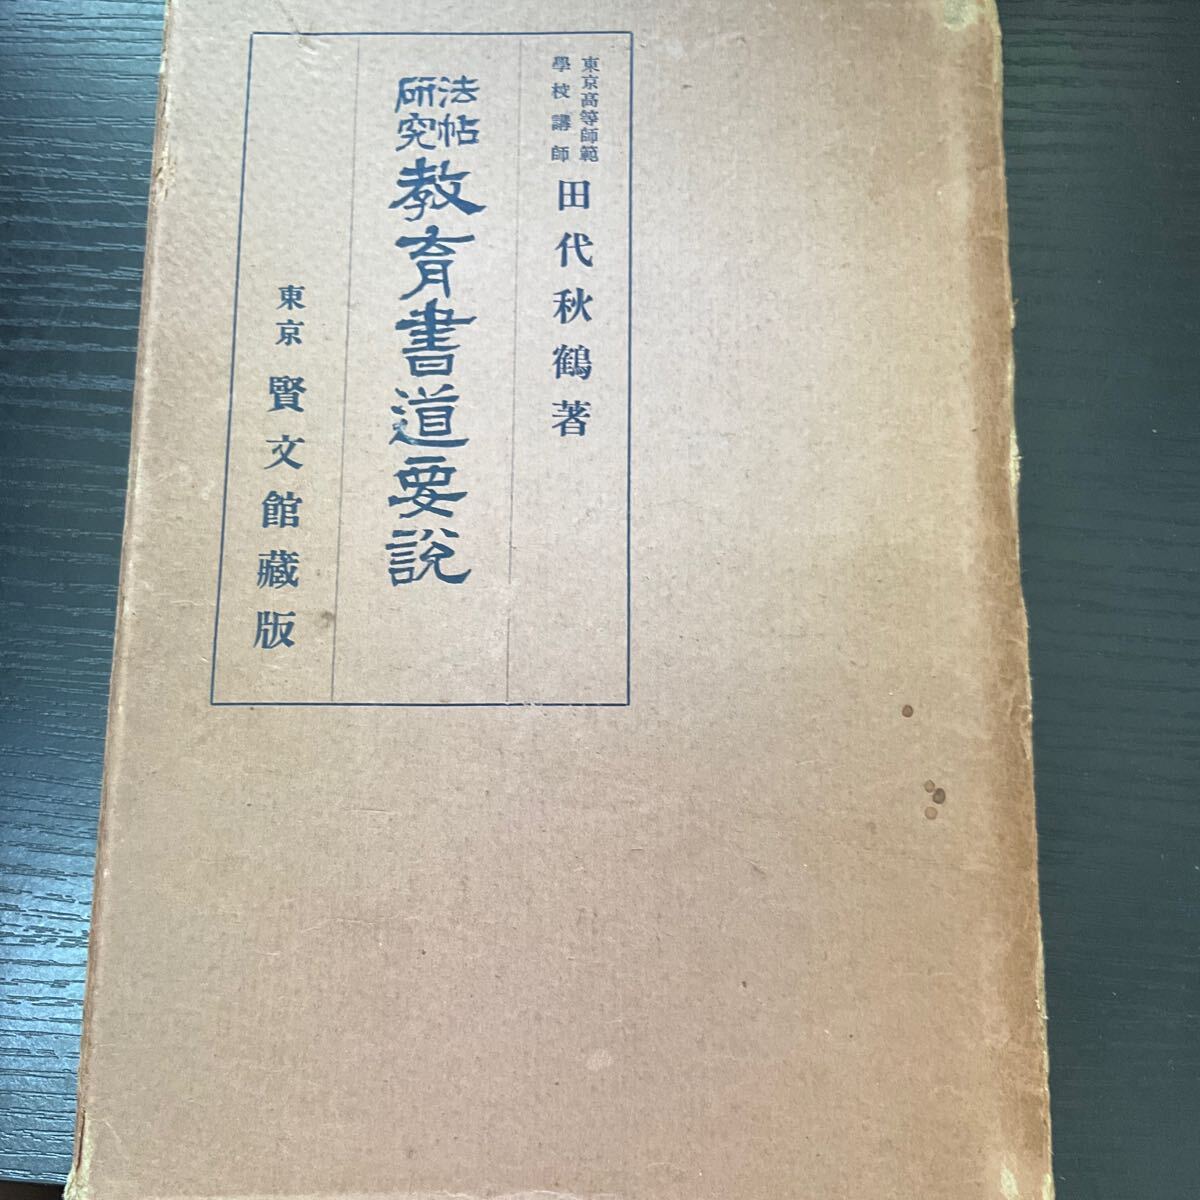 東京高等師範
學校講師
田代秋鶴著
法帖
研究
教育書道要說
東京 賢文館藏版